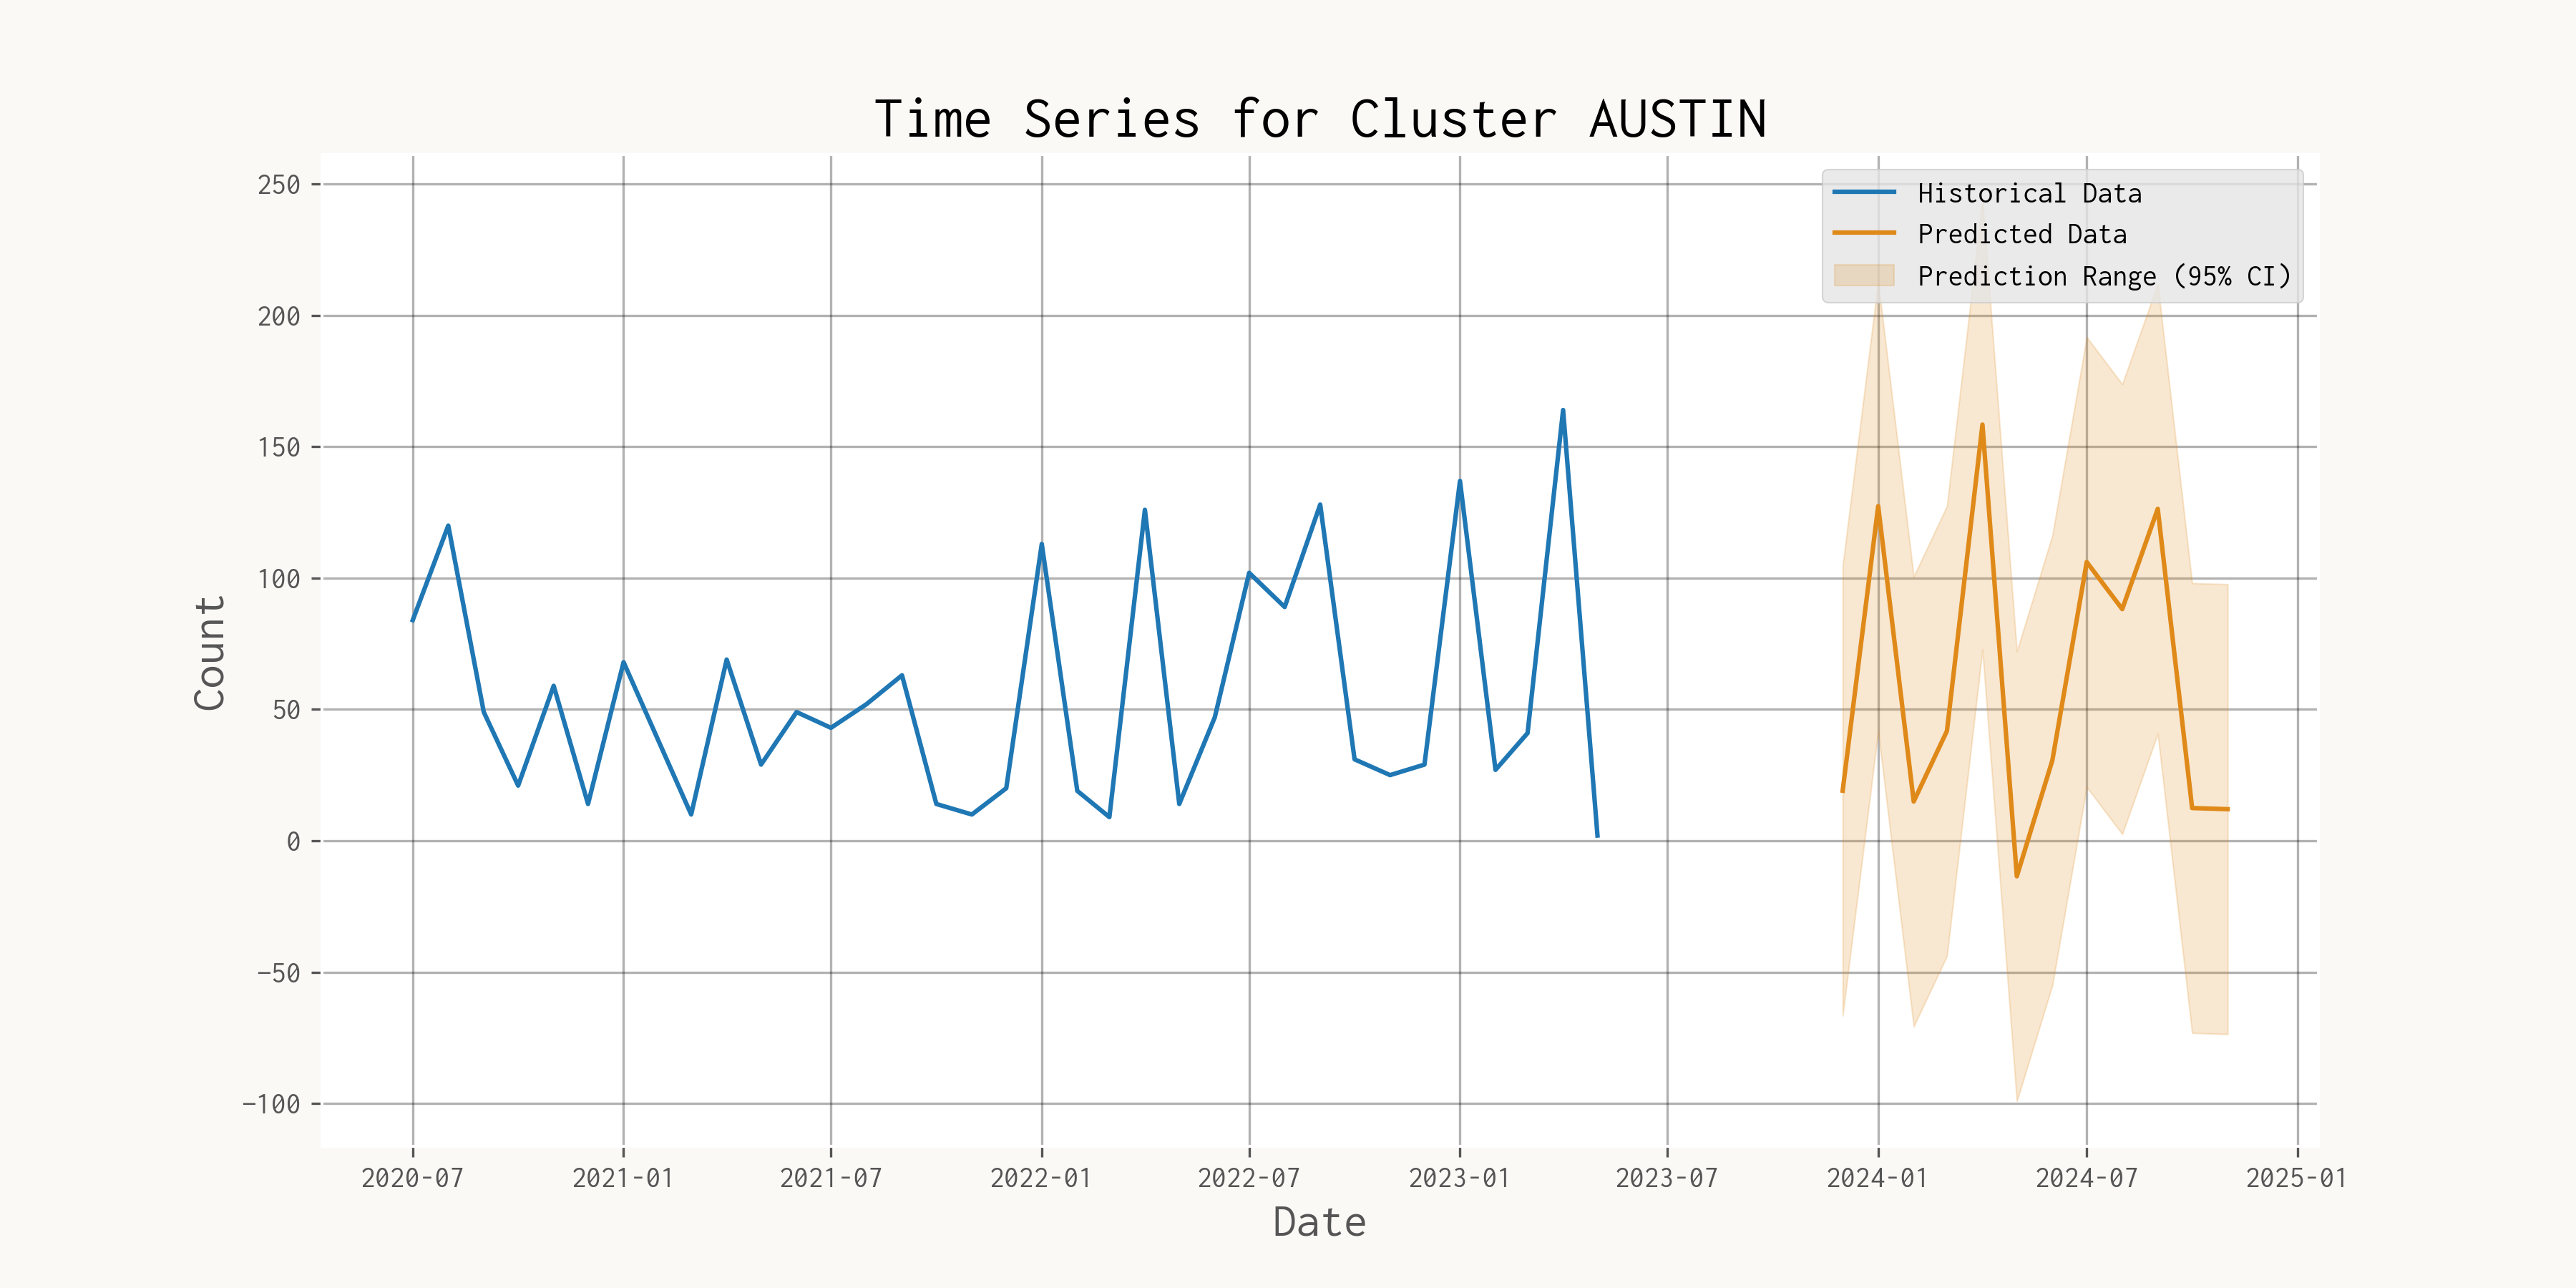 Time Series for Cluster AUSTIN
Historical Data
Predicted Data
Prediction Range (95% CI)
Count
250
200
150
100
50
0
−50
−100
2020-07 2021-01 2021-07 2022-01 2022-07 2023-01 2023-07 2024-01 2024-07 2025-01
Date